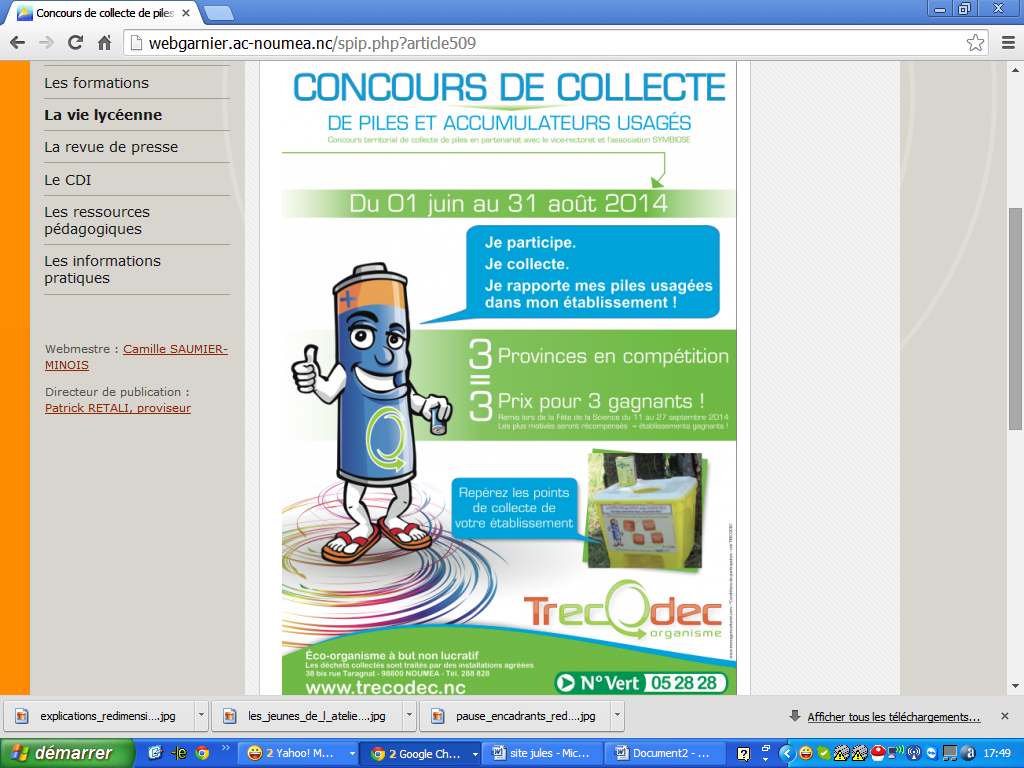 Concours de collecte de piles
webgarnier.ac-noumea.nc/spip.php?article509
Les formations
La vie lycéenne
La revue de presse
Le CDI
Les ressources
pédagogiques
Les informations
pratiques
Webmestre : Camille SAUMIER-
MINOIS
Directeur de publication :
Patrick RETALI, proviseur
CONCOURS DE COLLECTE
DE PILES ET ACCUMULATEURS USAGÉS
Concours territorial de collecte de piles en partenariat avec le vice-rectorat et l'association SYMBIOSE
Du 01 juin au 31 août 2014
Je participe.
Je collecte.
Je rapporte mes piles usagées
dans mon établissement !
3 Provinces en compétition
=
3 Prix pour 3 gagnants !
Remis lors de la Fête de la Science du 11 au 27 septembre 2014
Les plus motivés seront récompensés = établissements gagnants !
Repérez les points
de collecte de
votre établissement
TrecOdec
organisme
Éco-organisme à but non lucratif
Les déchets collectés sont traités par des installations agréées
38 bis rue Taragnat - 98800 NOUMEA - Tél. 288 828
www.trecodec.nc
N° Vert 05 28 28
explications_redimensi....jpg
les_jeunes_de_l_atelie....jpg
pause_encadrants_red....jpg
Afficher tous les téléchargements...
démarrer
2 Yahoo! M...
2 Google Ch...
site jules - Mic...
Document2 - ...
17:49